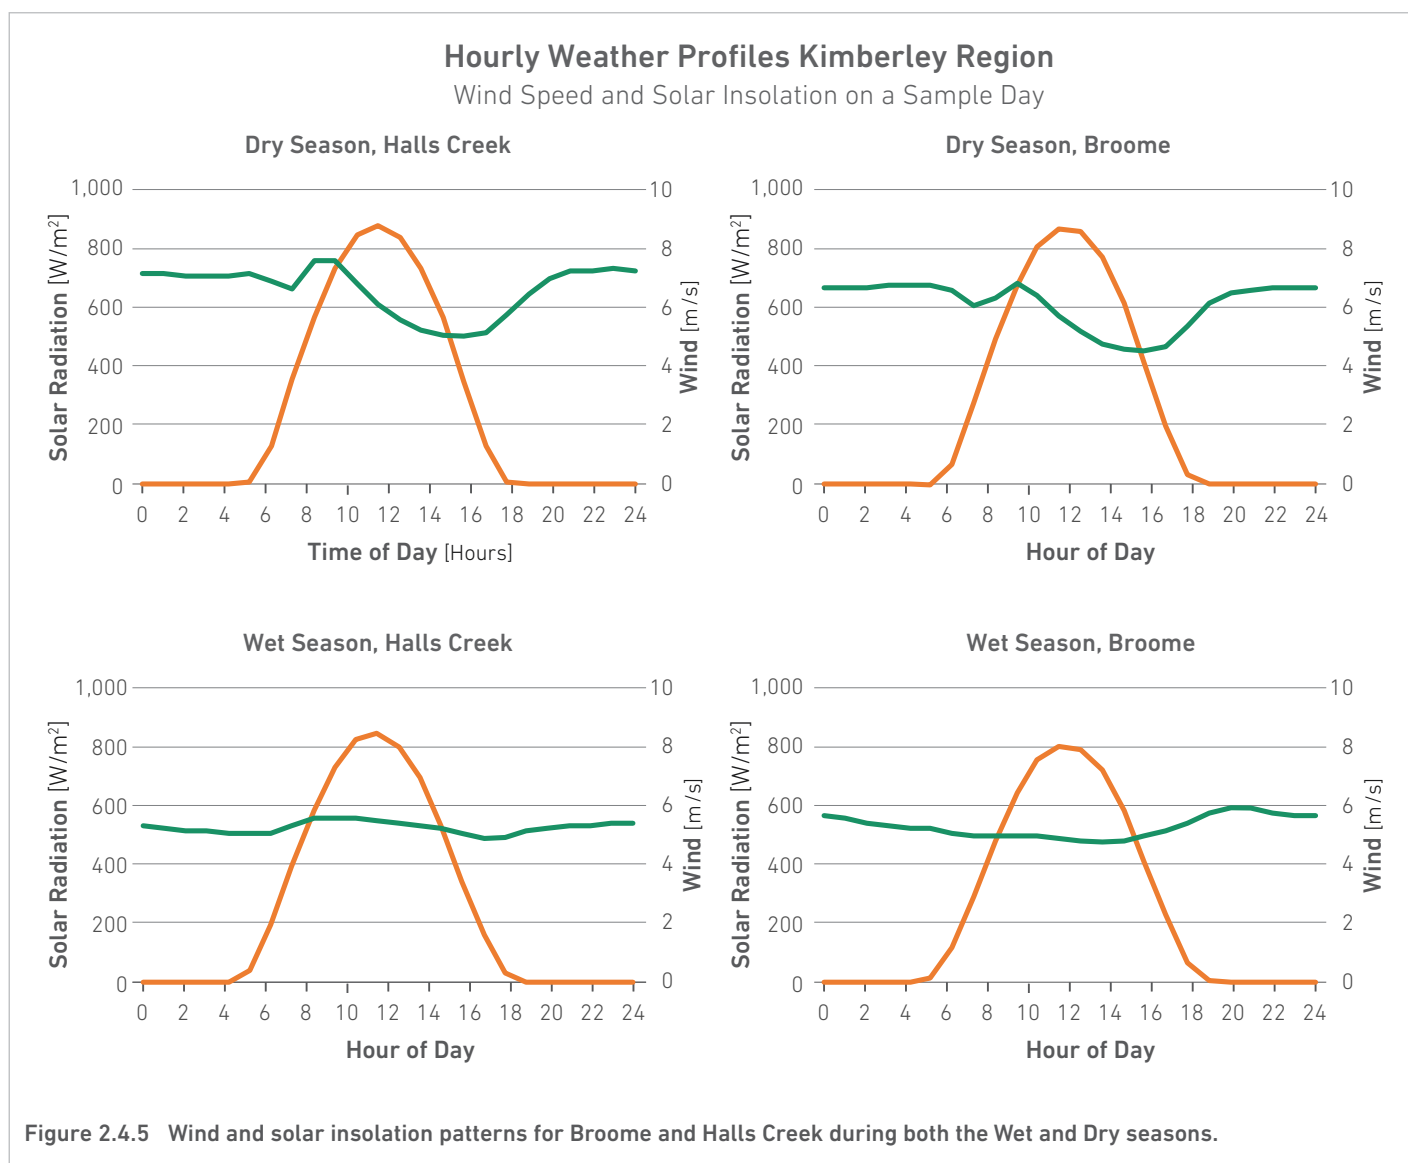 Hourly Weather Profiles Kimberley Region
Wind Speed and Solar Insolation on a Sample Day
Dry Season, Halls Creek
Solar Radiation [W/m²]
1,000
800
600
400
200
0
10
8
6
4
2
0
Wind [m/s]
0 2 4 6 8 10 12 14 16 18 20 22 24
Time of Day [Hours]
Dry Season, Broome
Solar Radiation [W/m²]
1,000
800
600
400
200
0
10
8
6
4
2
0
Wind [m/s]
0 2 4 6 8 10 12 14 16 18 20 22 24
Hour of Day
Wet Season, Halls Creek
Solar Radiation [W/m²]
1,000
800
600
400
200
0
10
8
6
4
2
0
Wind [m/s]
0 2 4 6 8 10 12 14 16 18 20 22 24
Hour of Day
Wet Season, Broome
Solar Radiation [W/m²]
1,000
800
600
400
200
0
10
8
6
4
2
0
Wind [m/s]
0 2 4 6 8 10 12 14 16 18 20 22 24
Hour of Day
Figure 2.4.5 Wind and solar insolation patterns for Broome and Halls Creek during both the Wet and Dry seasons.